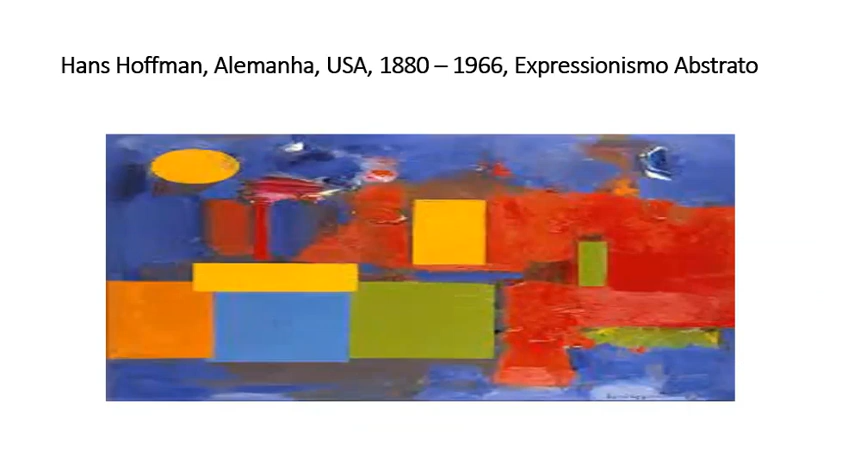 Hans Hoffman, Alemanha, USA, 1880 – 1966, Expressionismo Abstrato